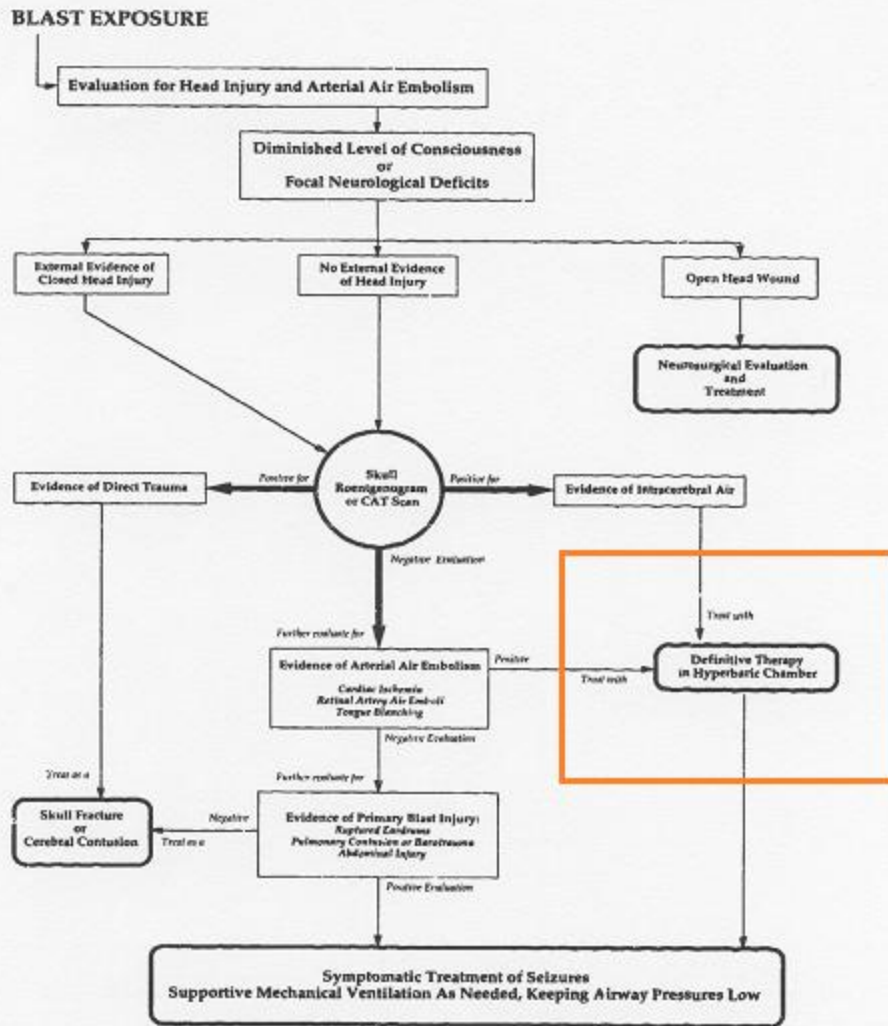 BLAST EXPOSURE
Evaluation for Head Injury and Arterial Air Embolism
Diminished Level of Consciousness
or
Focal Neurological Deficits
External Evidence of
Closed Head Injury
No External Evidence
of Head Injury
Open Head Wound
Neurosurgical Evaluation
and
Treatment
Evidence of Direct Trauma
Positive for
Skull
Roentgenogram
or CAT Scan
Positive for
Evidence of Intracerebral Air
Negative Evaluation
Treat with
Further evaluate for
Evidence of Arterial Air Embolism
Cardiac Ischemia
Retinal Artery Air Emboli
Tongue Blanching
Positive
Treat with
Definitive Therapy
in Hyperbaric Chamber
Negative Evaluation
Treat as a
Further evaluate for
Skull Fracture
or
Cerebral Contusion
Negative
Treat as a
Evidence of Primary Blast Injury:
Ruptured Eardrums
Pulmonary Contusion or Barotrauma
Abdominal Injury
Positive Evaluation
Symptomatic Treatment of Seizures
Supportive Mechanical Ventilation As Needed, Keeping Airway Pressures Low